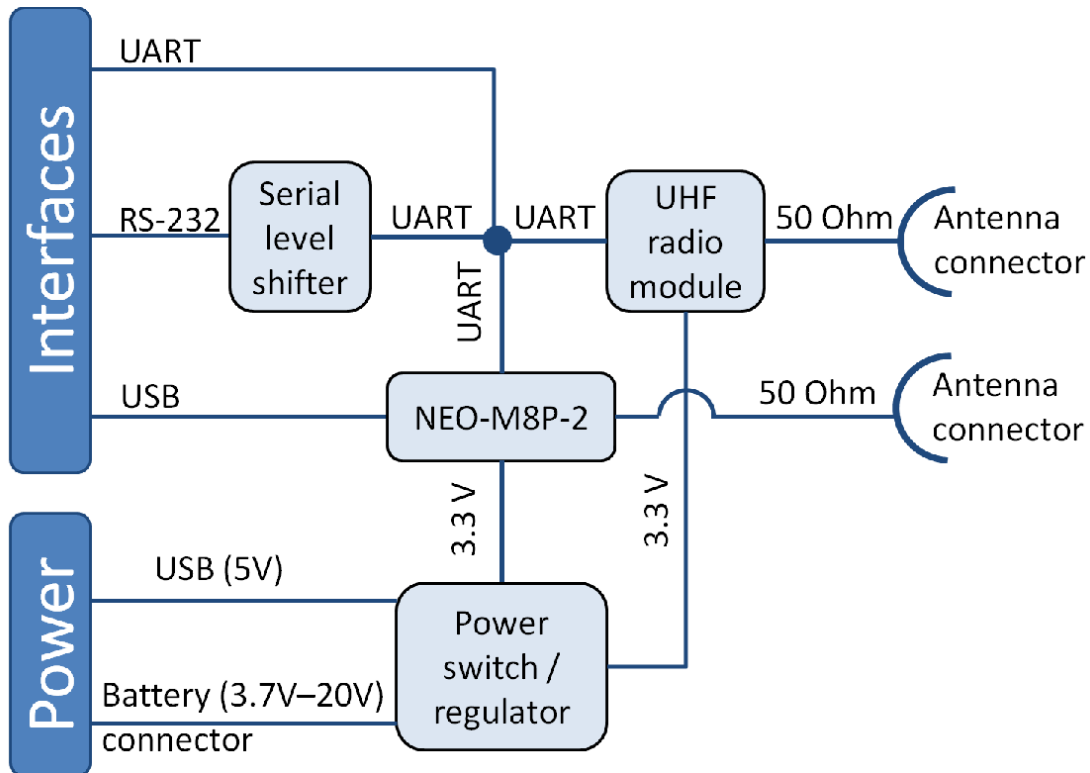 Interfaces
UART
RS-232
Serial
level
shifter
UART
UART
UHF
radio
module
50 Ohm
Antenna
connector
UART
USB
NEO-M8P-2
50 Ohm
Antenna
connector
3.3 V
3.3 V
Power
USB (5V)
Power
switch /
regulator
Battery (3.7V–20V)
connector